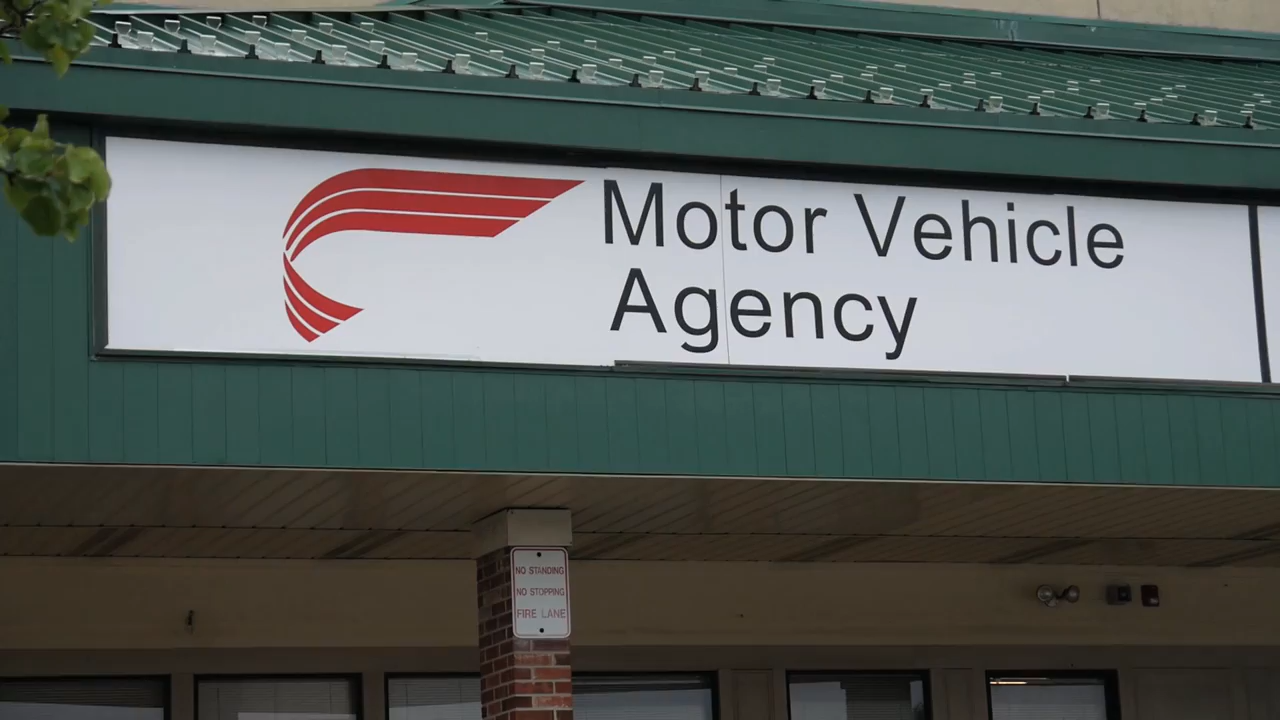 Motor Vehicle
Agency
NO STANDING
NO STOPPING
FIRE LANE